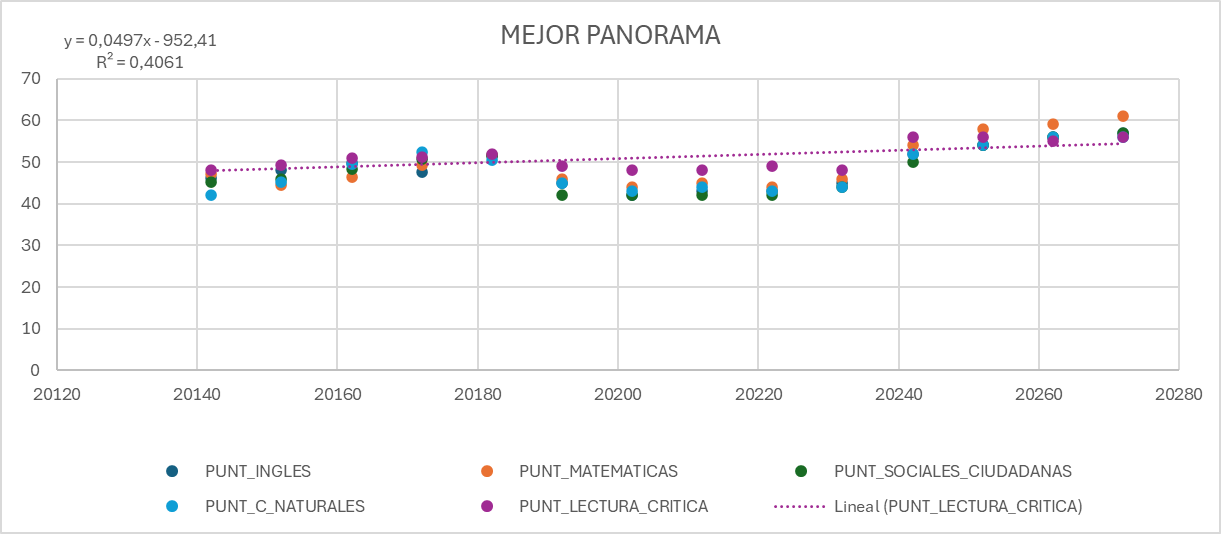 MEJOR PANORAMA
y = 0,0497x - 952,41
R² = 0,4061
70
60
50
40
30
20
10
0
20120 20140 20160 20180 20200 20220 20240 20260 20280
PUNT_INGLES PUNT_MATEMATICAS PUNT_SOCIALES_CIUDADANAS
PUNT_C_NATURALES PUNT_LECTURA_CRITICA Lineal (PUNT_LECTURA_CRITICA)